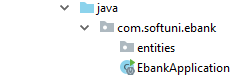 java
com.softuni.ebank
entities
EbankApplication